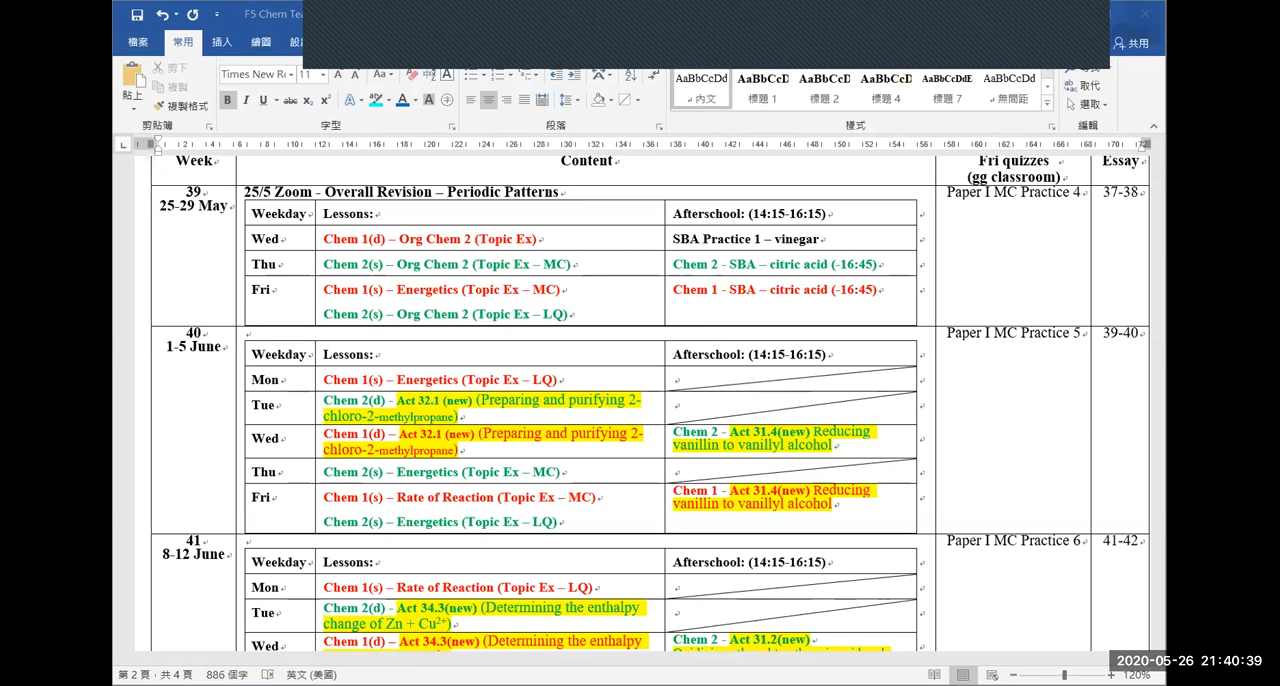 F5 Chem Tea
檔案 常用 插入 繪圖 設 共用
貼上 剪下 複製 複製格式
Times New Ro 11
AaBbCcDd AaBbCcD AaBbCcD AaBbCcD AaBbCcDdE AaBbCcDd
內文 標題 1 標題 2 標題 4 標題 7 無間距
取代
選取
剪貼簿 字型 段落 樣式 編輯
Week Content Fri quizzes (gg classroom) Essay
39
25-29 May
25/5 Zoom - Overall Revision – Periodic Patterns
Paper I MC Practice 4 37-38
Weekday Lessons: Afterschool: (14:15-16:15)
Wed Chem 1(d) – Org Chem 2 (Topic Ex) SBA Practice 1 – vinegar
Thu Chem 2(s) – Org Chem 2 (Topic Ex – MC) Chem 2 - SBA – citric acid (-16:45)
Fri Chem 1(s) – Energetics (Topic Ex – MC) Chem 1 - SBA – citric acid (-16:45)
Chem 2(s) – Org Chem 2 (Topic Ex – LQ)
40
1-5 June
Paper I MC Practice 5 39-40
Weekday Lessons: Afterschool: (14:15-16:15)
Mon Chem 1(s) – Energetics (Topic Ex – LQ)
Tue Chem 2(d) - Act 32.1 (new) (Preparing and purifying 2-
chloro-2-methylpropane)
Wed Chem 1(d) – Act 32.1 (new) (Preparing and purifying 2-
chloro-2-methylpropane)
Chem 2 - Act 31.4(new) Reducing
vanillin to vanillyl alcohol
Thu Chem 2(s) – Energetics (Topic Ex – MC)
Fri Chem 1(s) – Rate of Reaction (Topic Ex – MC)
Chem 2(s) – Energetics (Topic Ex – LQ)
Chem 1 - Act 31.4(new) Reducing
vanillin to vanillyl alcohol
41
8-12 June
Paper I MC Practice 6 41-42
Weekday Lessons: Afterschool: (14:15-16:15)
Mon Chem 1(s) – Rate of Reaction (Topic Ex – LQ)
Tue Chem 2(d) - Act 34.3(new) (Determining the enthalpy
change of Zn + Cu²⁺)
Wed Chem 1(d) – Act 34.3(new) (Determining the enthalpy
Chem 2 - Act 31.2(new)
第 2 頁，共 4 頁 886 個字 英文 (美國) 120%
2020-05-26 21:40:39